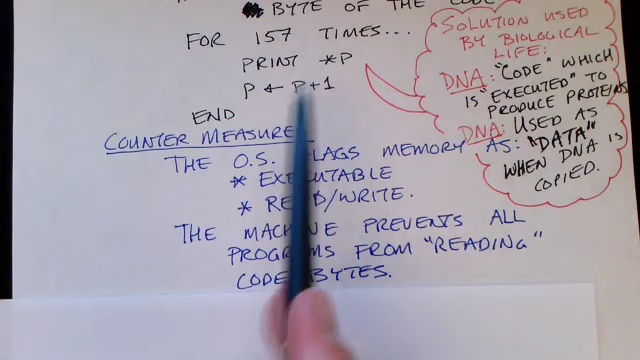 BYTE OF THE CODE
FOR 157 TIMES...
PRINT *P
P ← P+1
END
COUNTER MEASURE
THE O.S. FLAGS MEMORY AS:
* EXECUTABLE
* READ/WRITE.
THE MACHINE PREVENTS ALL
PROGRAMS FROM "READING"
CODE BYTES.
SOLUTION USED
BY BIOLOGICAL
LIFE:
DNA: "CODE" WHICH
IS "EXECUTED" TO
PRODUCE PROTEINS
DNA: USED AS
"DATA"
WHEN DNA IS
COPIED.